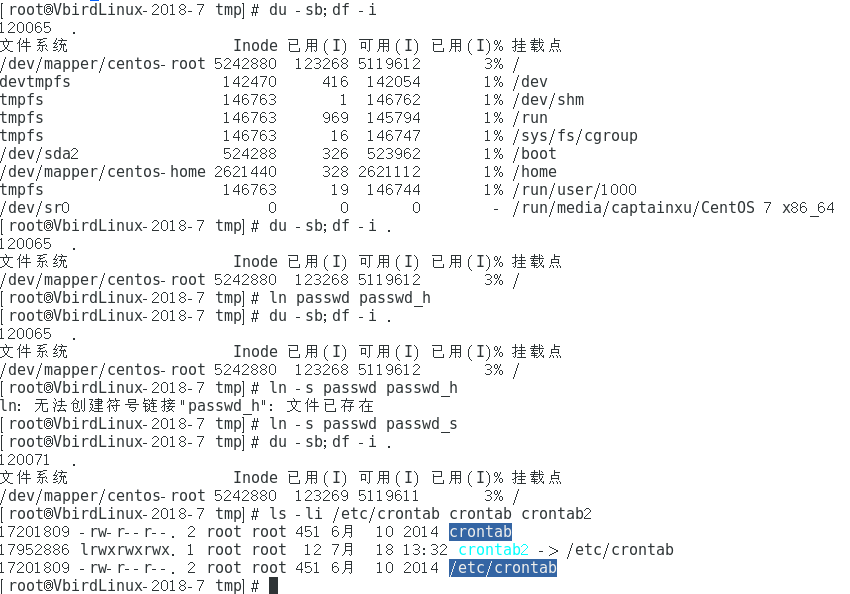 [root@VbirdLinux-2018-7 tmp]# du -sb;df -i
120065  .
文件系统                   Inode 已用(I) 可用(I) 已用(I)% 挂载点
/dev/mapper/centos-root 5242880  123268 5119612       3% /
devtmpfs                 142470     416  142054       1% /dev
tmpfs                    146763       1  146762       1% /dev/shm
tmpfs                    146763     969  145794       1% /run
tmpfs                    146763      16  146747       1% /sys/fs/cgroup
/dev/sda2                524288     326  523962       1% /boot
/dev/mapper/centos-home 2621440     328 2621112       1% /home
tmpfs                    146763      19  146744       1% /run/user/1000
/dev/sr0                      0       0       0       - /run/media/captainxu/CentOS 7 x86_64
[root@VbirdLinux-2018-7 tmp]# du -sb;df -i .
120065  .
文件系统                   Inode 已用(I) 可用(I) 已用(I)% 挂载点
/dev/mapper/centos-root 5242880  123268 5119612       3% /
[root@VbirdLinux-2018-7 tmp]# ln passwd passwd_h
[root@VbirdLinux-2018-7 tmp]# du -sb;df -i .
120065  .
文件系统                   Inode 已用(I) 可用(I) 已用(I)% 挂载点
/dev/mapper/centos-root 5242880  123268 5119612       3% /
[root@VbirdLinux-2018-7 tmp]# ln -s passwd passwd_h
ln: 无法创建符号链接"passwd_h": 文件已存在
[root@VbirdLinux-2018-7 tmp]# ln -s passwd passwd_s
[root@VbirdLinux-2018-7 tmp]# du -sb;df -i .
120071  .
文件系统                   Inode 已用(I) 可用(I) 已用(I)% 挂载点
/dev/mapper/centos-root 5242880  123269 5119611       3% /
[root@VbirdLinux-2018-7 tmp]# ls -li /etc/crontab crontab crontab2
17201809 -rw-r--r--. 2 root root 451 6月  10 2014 crontab
17952886 lrwxrwxrwx. 1 root root  12 7月  18 13:32 crontab2 -> /etc/crontab
17201809 -rw-r--r--. 2 root root 451 6月  10 2014 /etc/crontab
[root@VbirdLinux-2018-7 tmp]#